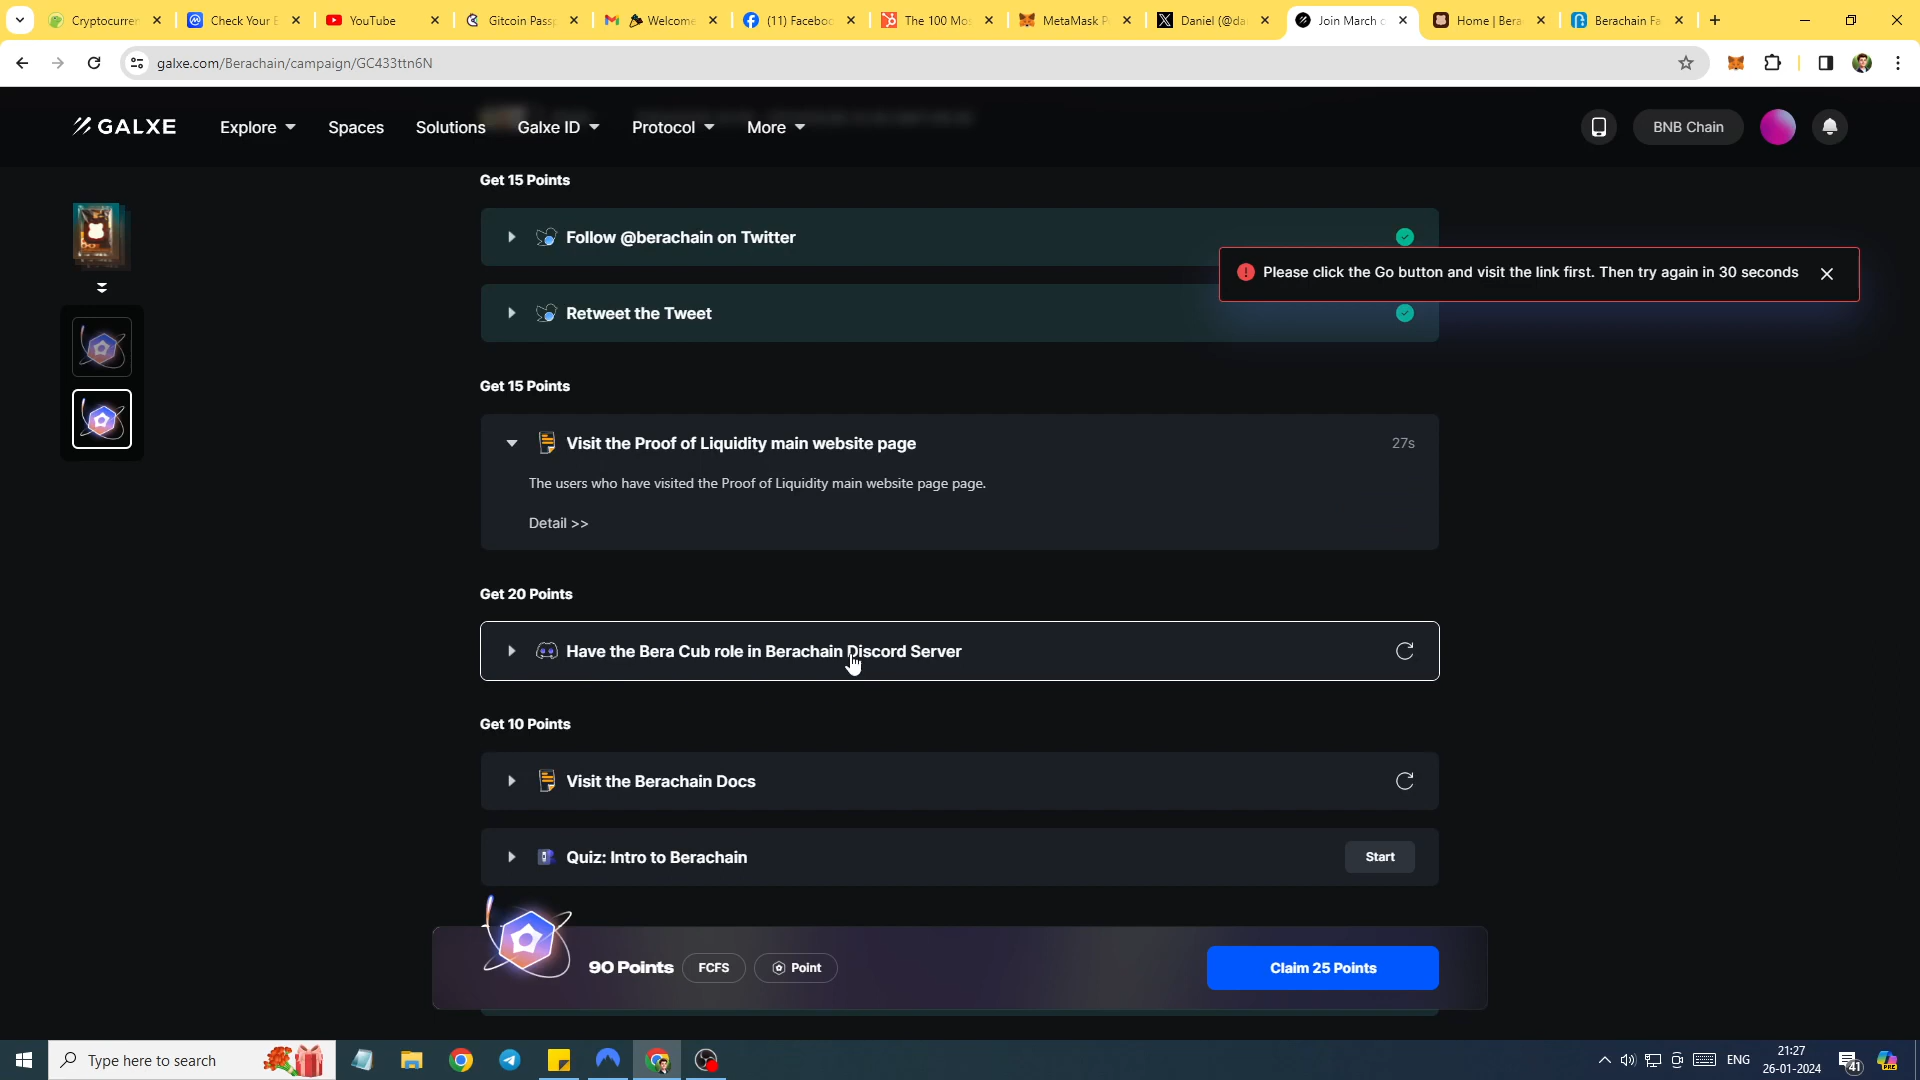 Cryptocurren
Check Your E
YouTube
Gitcoin Passp
Welcome
(11) Faceboo
The 100 Mos
MetaMask P
Daniel (@da
Join March o
Home | Bera
Berachain Fa
galxe.com/Berachain/campaign/GC433ttn6N
GALXE
Explore
Spaces
Solutions
Galxe ID
Protocol
More
BNB Chain
Get 15 Points
Follow @berachain on Twitter
Please click the Go button and visit the link first. Then try again in 30 seconds
Retweet the Tweet
Get 15 Points
Visit the Proof of Liquidity main website page
27s
The users who have visited the Proof of Liquidity main website page page.
Detail >>
Get 20 Points
Have the Bera Cub role in Berachain Discord Server
Get 10 Points
Visit the Berachain Docs
Quiz: Intro to Berachain
Start
90 Points
FCFS
Point
Claim 25 Points
Type here to search
ENG
21:27
26-01-2024
41
PRE